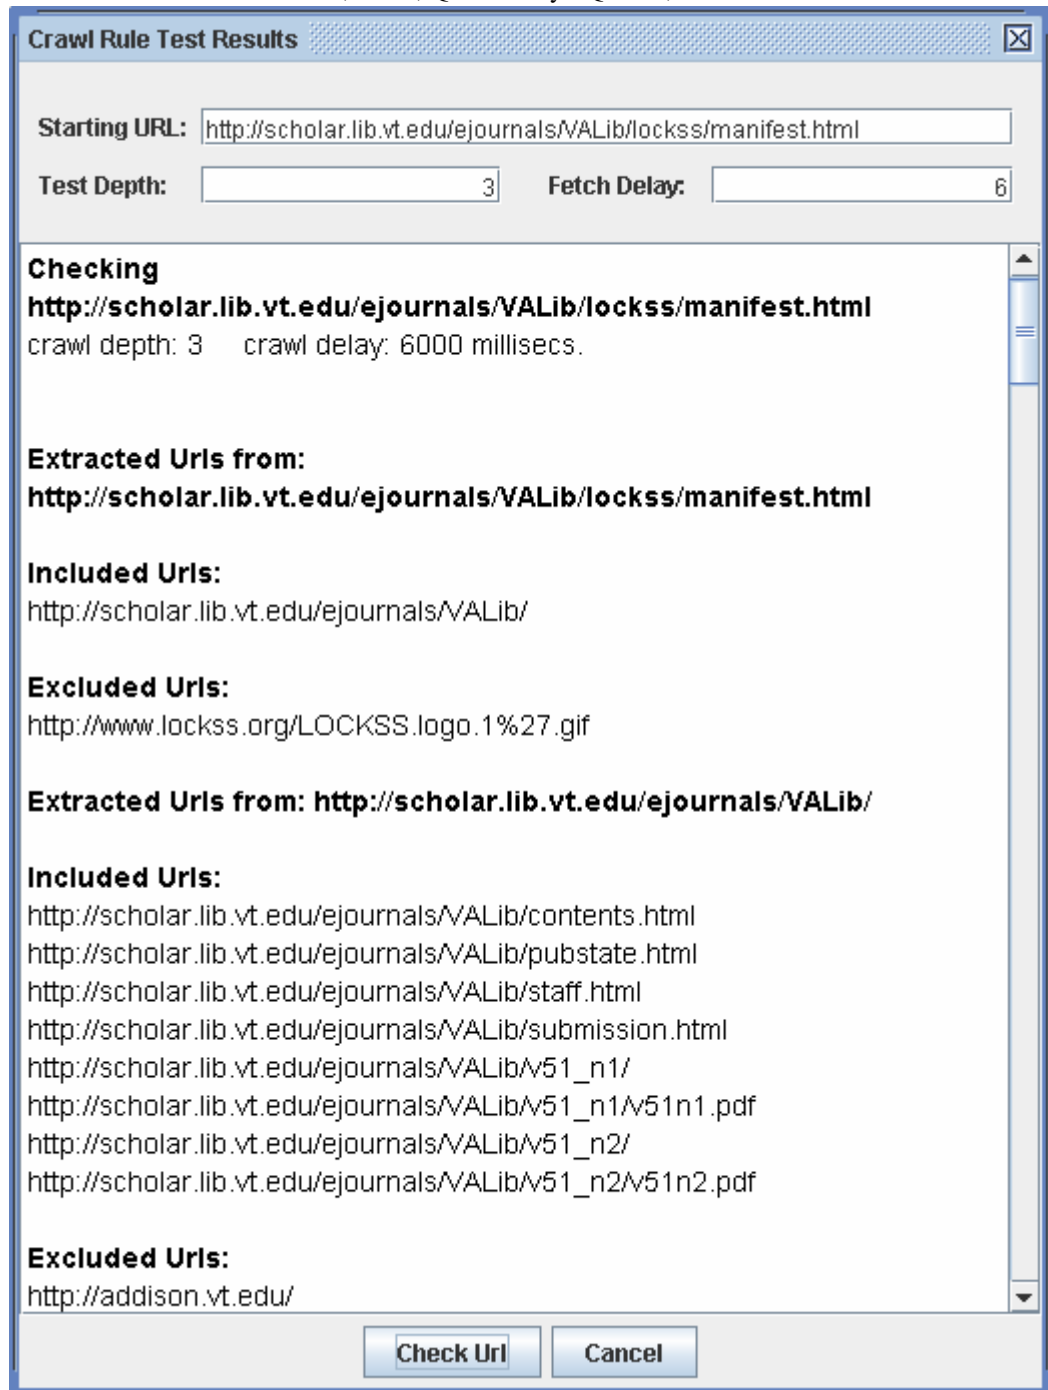 Crawl Rule Test Results
Starting URL: http://scholar.lib.vt.edu/ejournals/VALib/lockss/manifest.html
Test Depth: 3 Fetch Delay: 6
Checking
http://scholar.lib.vt.edu/ejournals/VALib/lockss/manifest.html
crawl depth: 3 crawl delay: 6000 millisecs.
Extracted Urls from:
http://scholar.lib.vt.edu/ejournals/VALib/lockss/manifest.html
Included Urls:
http://scholar.lib.vt.edu/ejournals/VALib/
Excluded Urls:
http://www.lockss.org/LOCKSS.logo.1%27.gif
Extracted Urls from: http://scholar.lib.vt.edu/ejournals/VALib/
Included Urls:
http://scholar.lib.vt.edu/ejournals/VALib/contents.html
http://scholar.lib.vt.edu/ejournals/VALib/pubstate.html
http://scholar.lib.vt.edu/ejournals/VALib/staff.html
http://scholar.lib.vt.edu/ejournals/VALib/submission.html
http://scholar.lib.vt.edu/ejournals/VALib/v51_n1/
http://scholar.lib.vt.edu/ejournals/VALib/v51_n1/v51n1.pdf
http://scholar.lib.vt.edu/ejournals/VALib/v51_n2/
http://scholar.lib.vt.edu/ejournals/VALib/v51_n2/v51n2.pdf
Excluded Urls:
http://addison.vt.edu/
Check Url Cancel